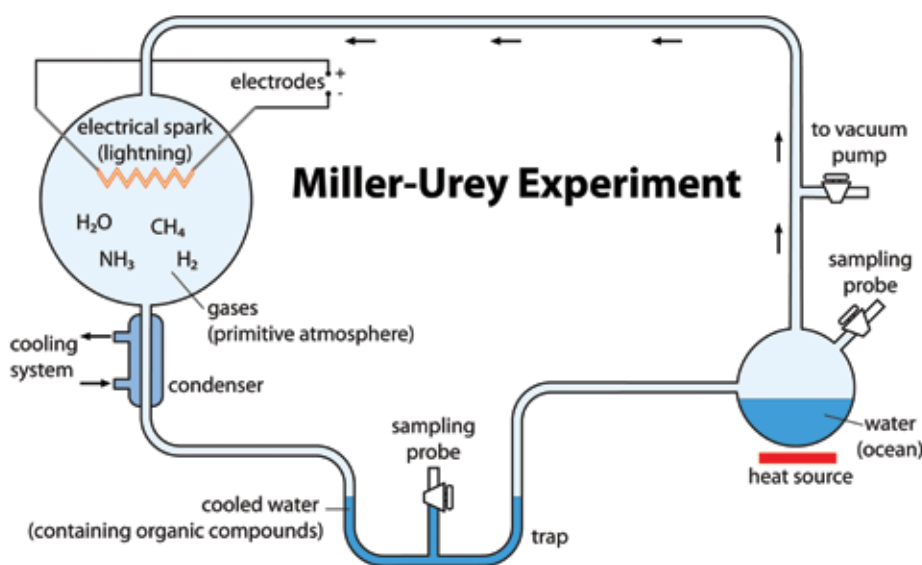 electrodes
+
-
electrical spark
(lightning)
to vacuum
pump
Miller-Urey Experiment
H₂O
CH₄
NH₃
H₂
sampling
probe
gases
(primitive atmosphere)
cooling
system
condenser
sampling
probe
water
(ocean)
heat source
cooled water
(containing organic compounds)
trap